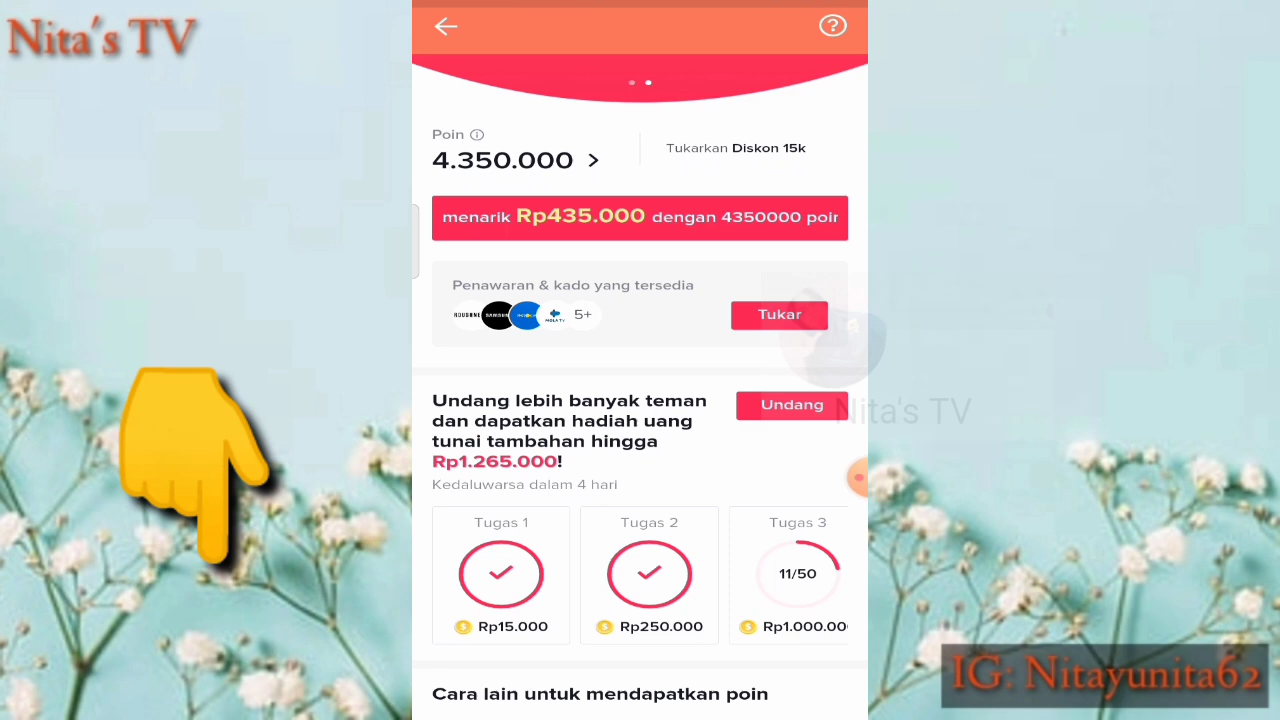 Nita's TV
Poin
4.350.000
Tukarkan Diskon 15k
menarik Rp435.000 dengan 4350000 poin
Penawaran & kado yang tersedia
SAMSUNG
MOLA TV
5+
Tukar
Undang lebih banyak teman
dan dapatkan hadiah uang
tunai tambahan hingga
Rp1.265.000!
Undang
Nita's TV
Kedaluwarsa dalam 4 hari
Tugas 1
Tugas 2
Tugas 3
11/50
Rp15.000
Rp250.000
Rp1.000.00
Cara lain untuk mendapatkan poin
IG: Nitayunita62